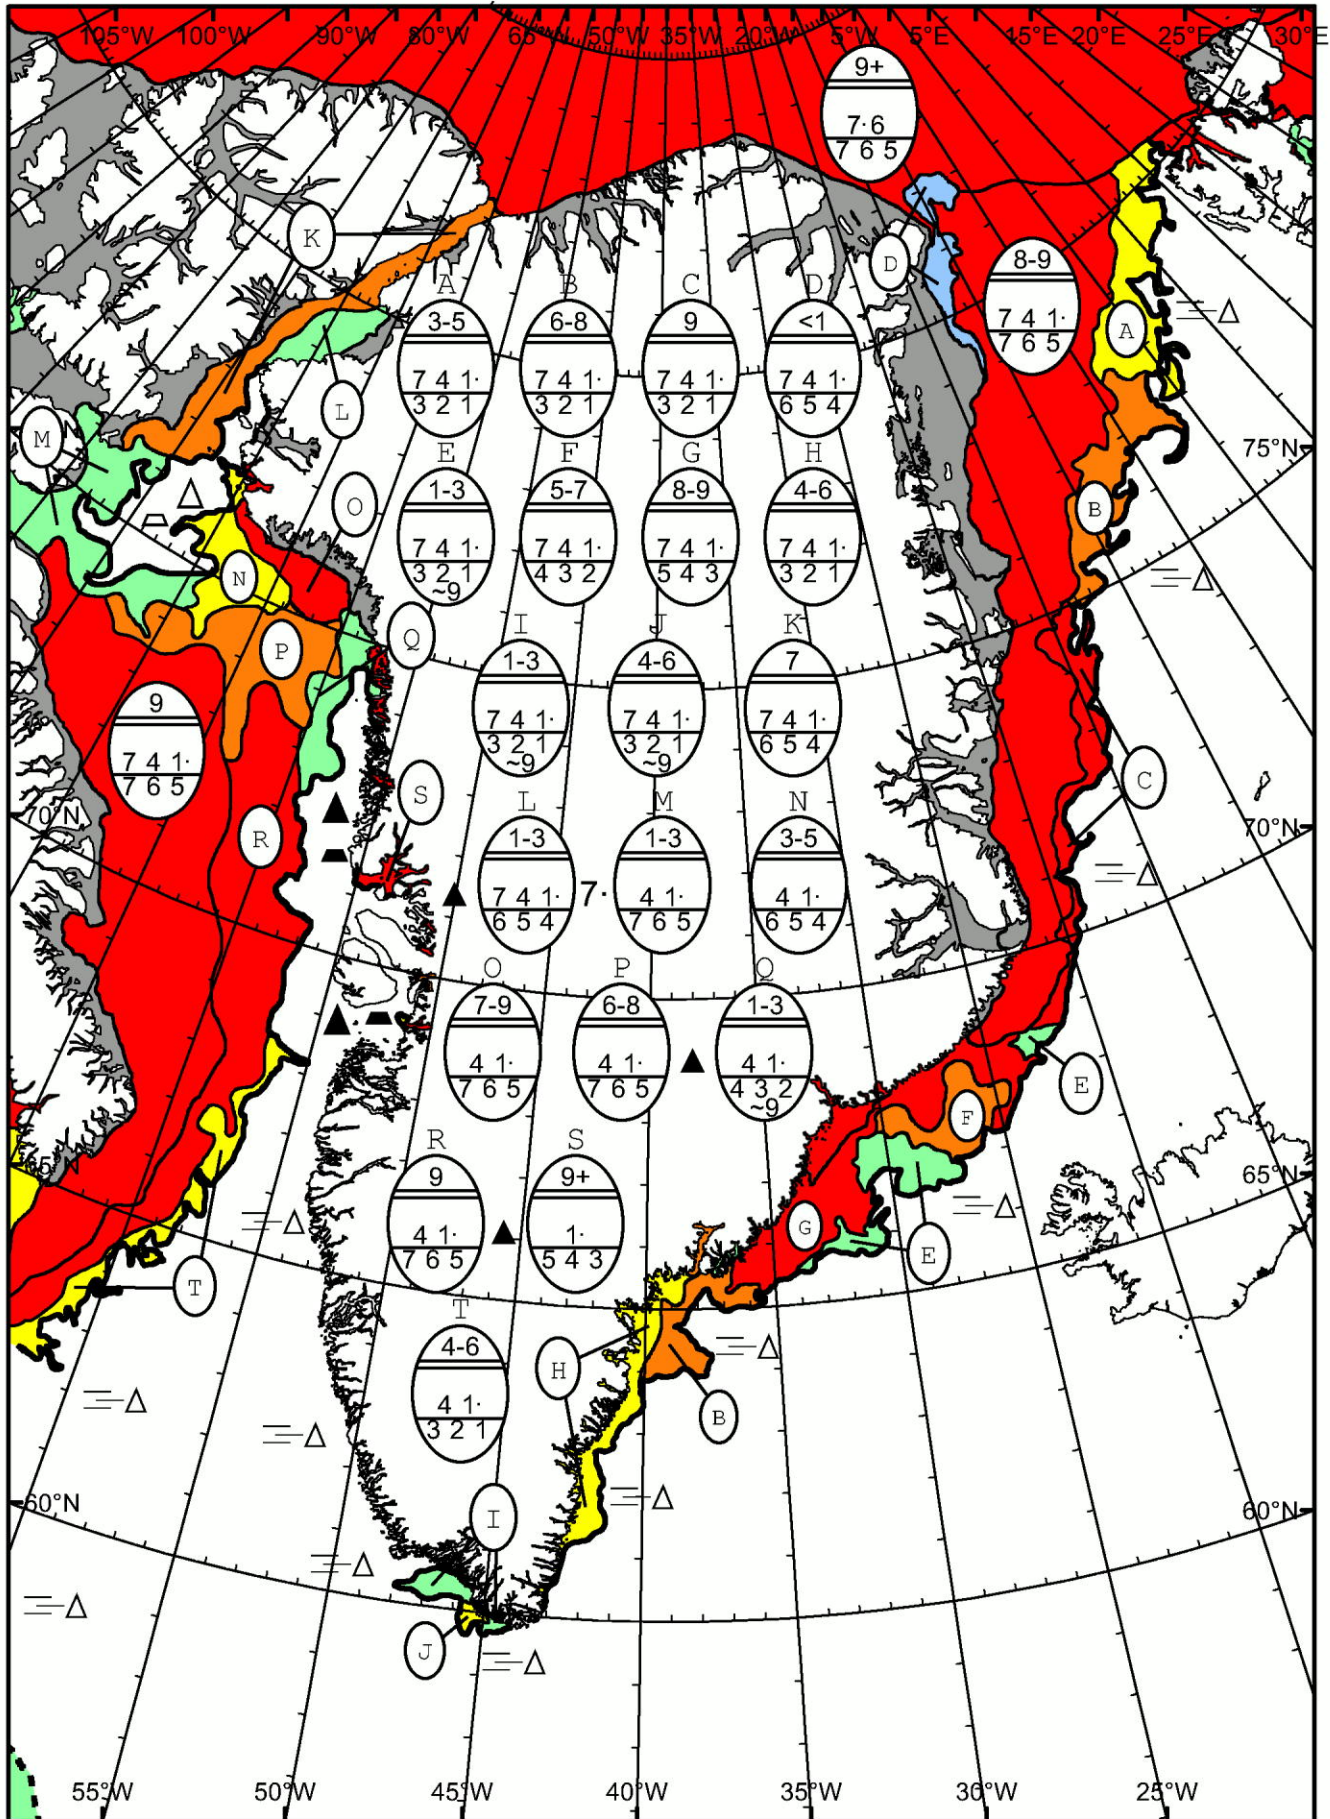 105°W 100°W 90°W 80°W 65°W 50°W 35°W 20°W 5°W 5°E 15°E 20°E 25°E 30°E
9+
7·6
7 6 5
K
D
8-9
7 4 1·
7 6 5
A
A B C D
3-5 6-8 9 <1
7 4 1· 7 4 1· 7 4 1· 7 4 1·
3 2 1 3 2 1 3 2 1 6 5 4
L
M
75°N
E F G H
1-3 5-7 8-9 4-6
7 4 1· 7 4 1· 7 4 1· 7 4 1·
3 2 1 4 3 2 5 4 3 3 2 1
~9
O
B
N
P
Q
I J K
1-3 4-6 7
7 4 1· 7 4 1· 7 4 1·
3 2 1 3 2 1 6 5 4
~9 ~9
9
7 4 1·
7 6 5
S
C
70°N
R
70°N
L M N
1-3 1-3 3-5
7 4 1· 7· 4 1· 4 1·
6 5 4 7 6 5 6 5 4
O P Q
7-9 6-8 1-3
4 1· 4 1· 4 1·
7 6 5 7 6 5 4 3 2
~9
E
F
65°N
65°N
R S
9 9+
4 1· 1·
7 6 5 5 4 3
G
E
T
T
4-6
4 1·
3 2 1
H
B
60°N
60°N
I
J
55°W 50°W 45°W 40°W 35°W 30°W 25°W